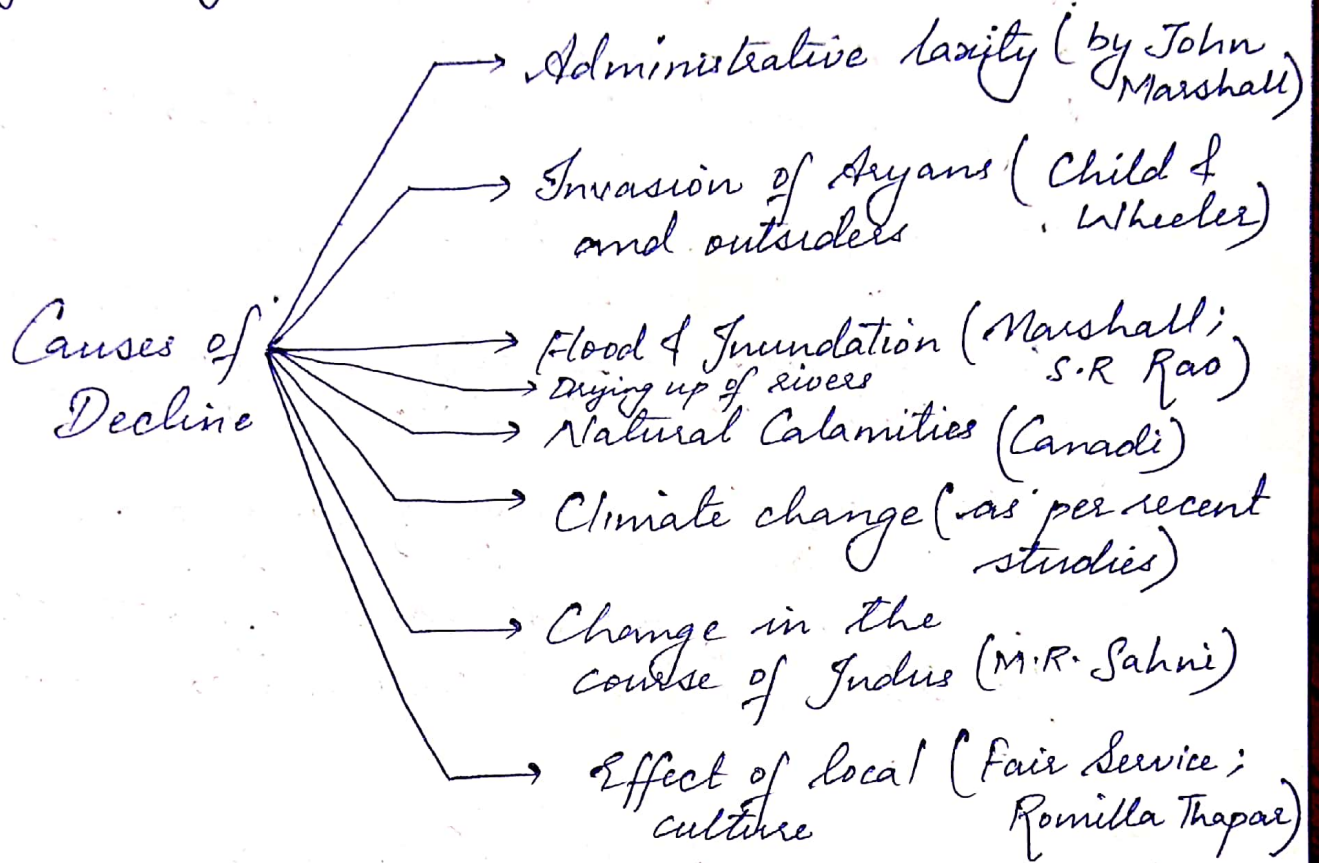 Administrative laxity (by John
Marshall)
Invasion of Aryans (Child &
and outsiders Wheeler)
Causes of
Decline
Flood & Inundation (Marshall;
S.R Rao)
Drying up of rivers
Natural Calamities (Canadi)
Climate change (as per recent
studies)
Change in the
course of Indus (M.R. Sahni)
Effect of local (Fair Service;
culture Romilla Thapar)